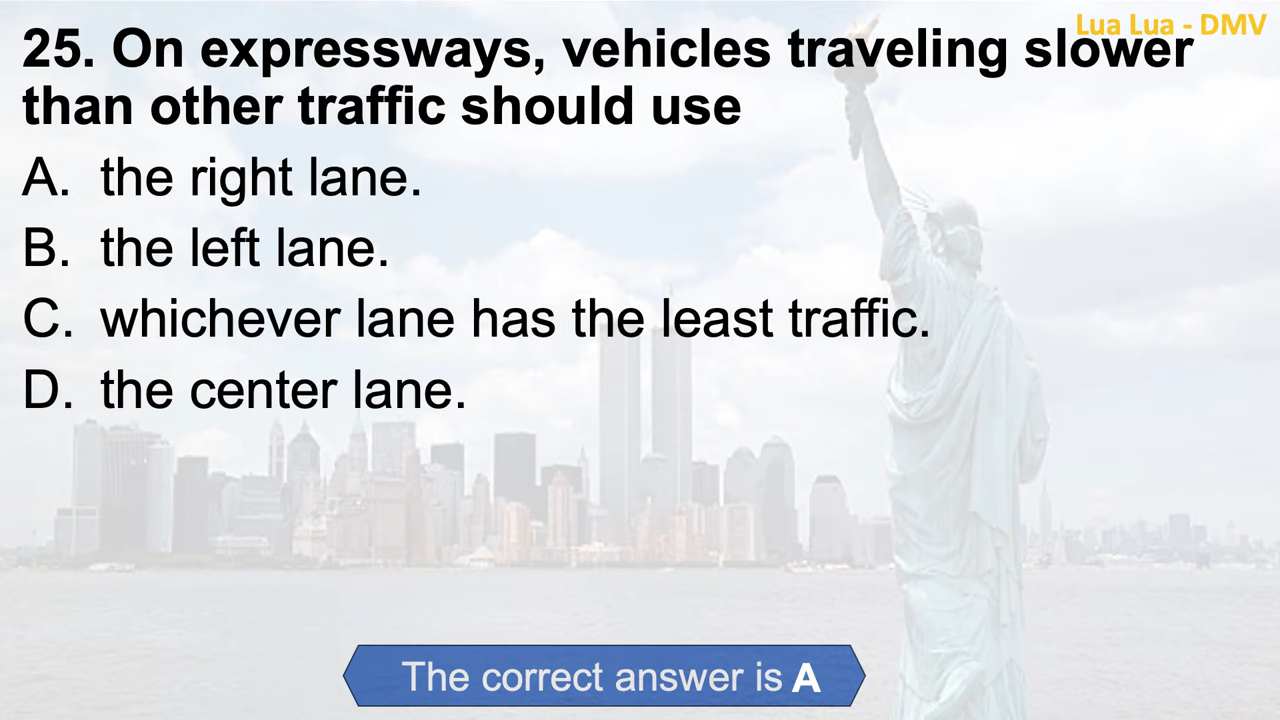 Lua Lua - DMV
25. On expressways, vehicles traveling slower
than other traffic should use
A. the right lane.
B. the left lane.
C. whichever lane has the least traffic.
D. the center lane.
The correct answer is A